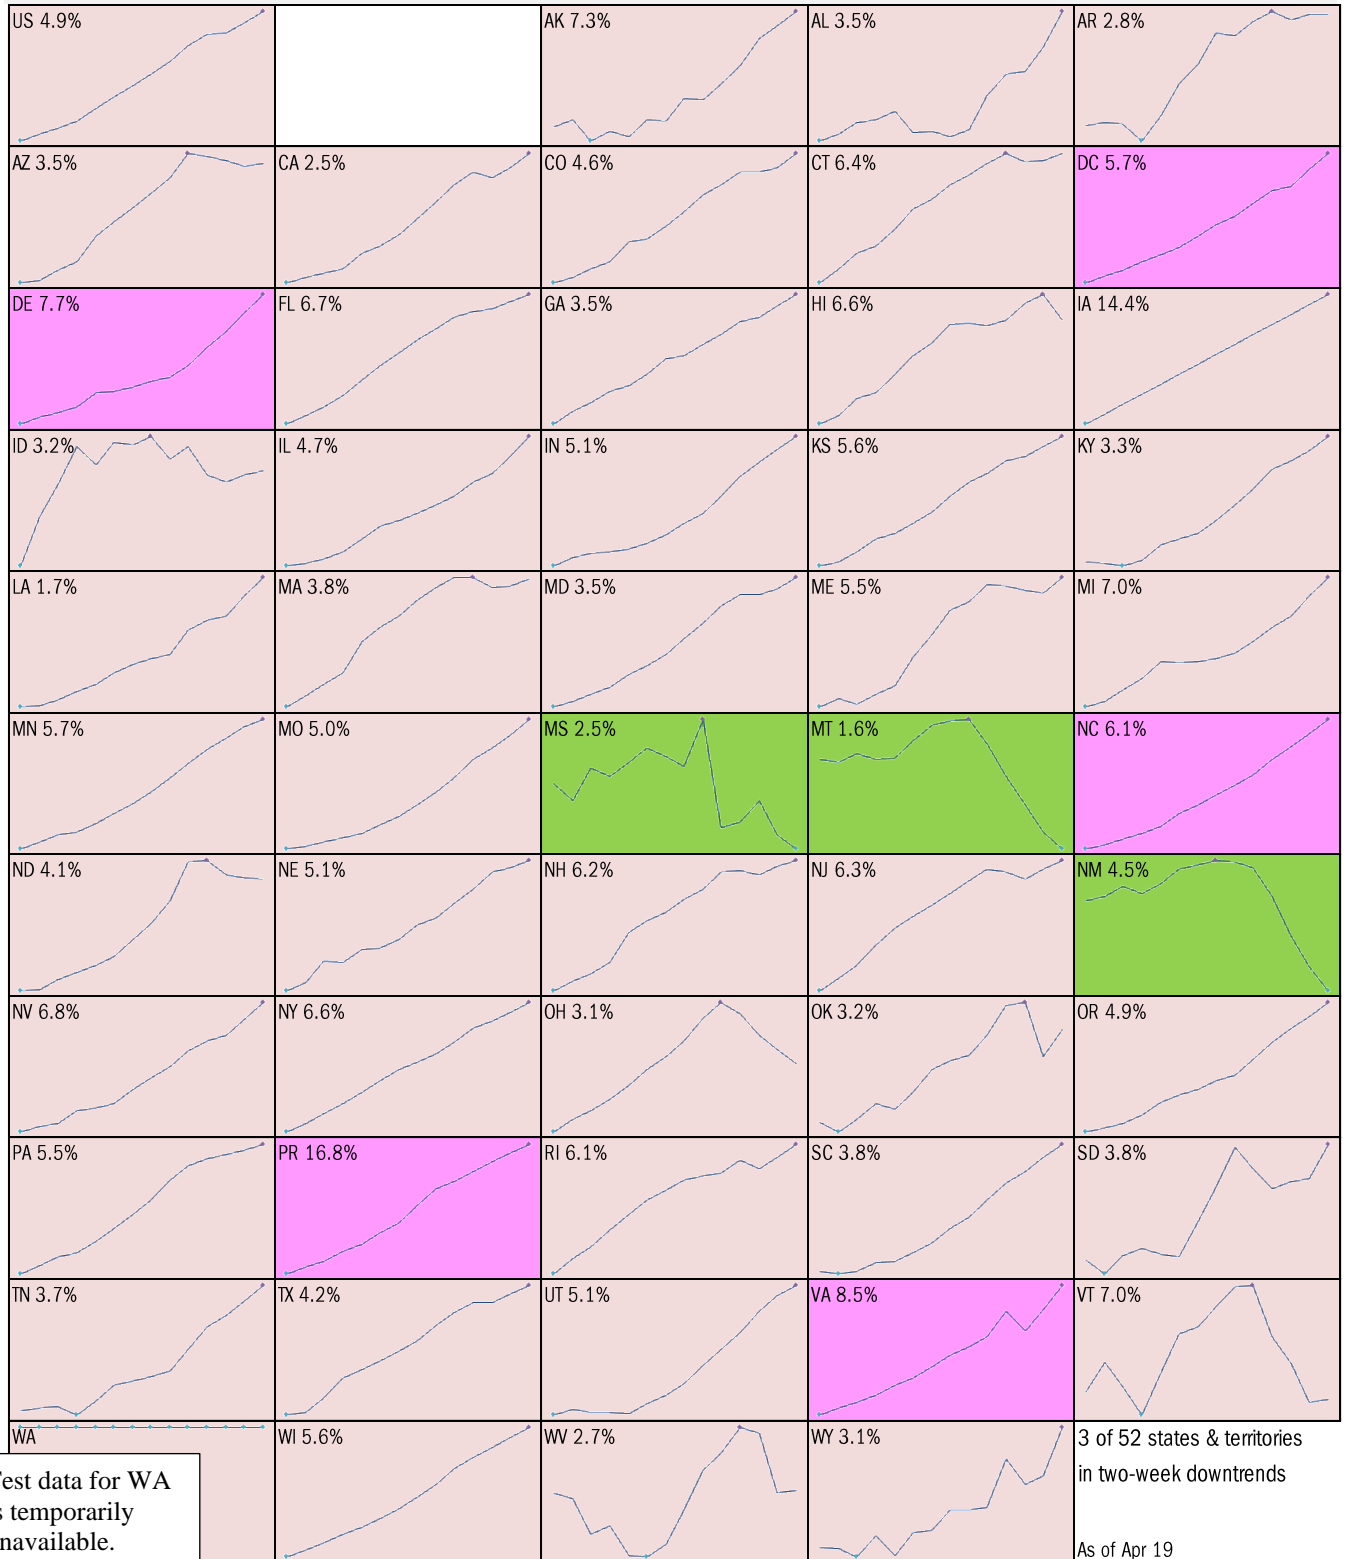 US 4.9%
AK 7.3%
AL 3.5%
AR 2.8%
AZ 3.5%
CA 2.5%
CO 4.6%
CT 6.4%
DC 5.7%
DE 7.7%
FL 6.7%
GA 3.5%
HI 6.6%
IA 14.4%
ID 3.2%
IL 4.7%
IN 5.1%
KS 5.6%
KY 3.3%
LA 1.7%
MA 3.8%
MD 3.5%
ME 5.5%
MI 7.0%
MN 5.7%
MO 5.0%
MS 2.5%
MT 1.6%
NC 6.1%
ND 4.1%
NE 5.1%
NH 6.2%
NJ 6.3%
NM 4.5%
NV 6.8%
NY 6.6%
OH 3.1%
OK 3.2%
OR 4.9%
PA 5.5%
PR 16.8%
RI 6.1%
SC 3.8%
SD 3.8%
TN 3.7%
TX 4.2%
UT 5.1%
VA 8.5%
VT 7.0%
WA
WI 5.6%
WV 2.7%
WY 3.1%
3 of 52 states & territories
in two-week downtrends
As of Apr 19
est data for WA
s temporarily
navailable.